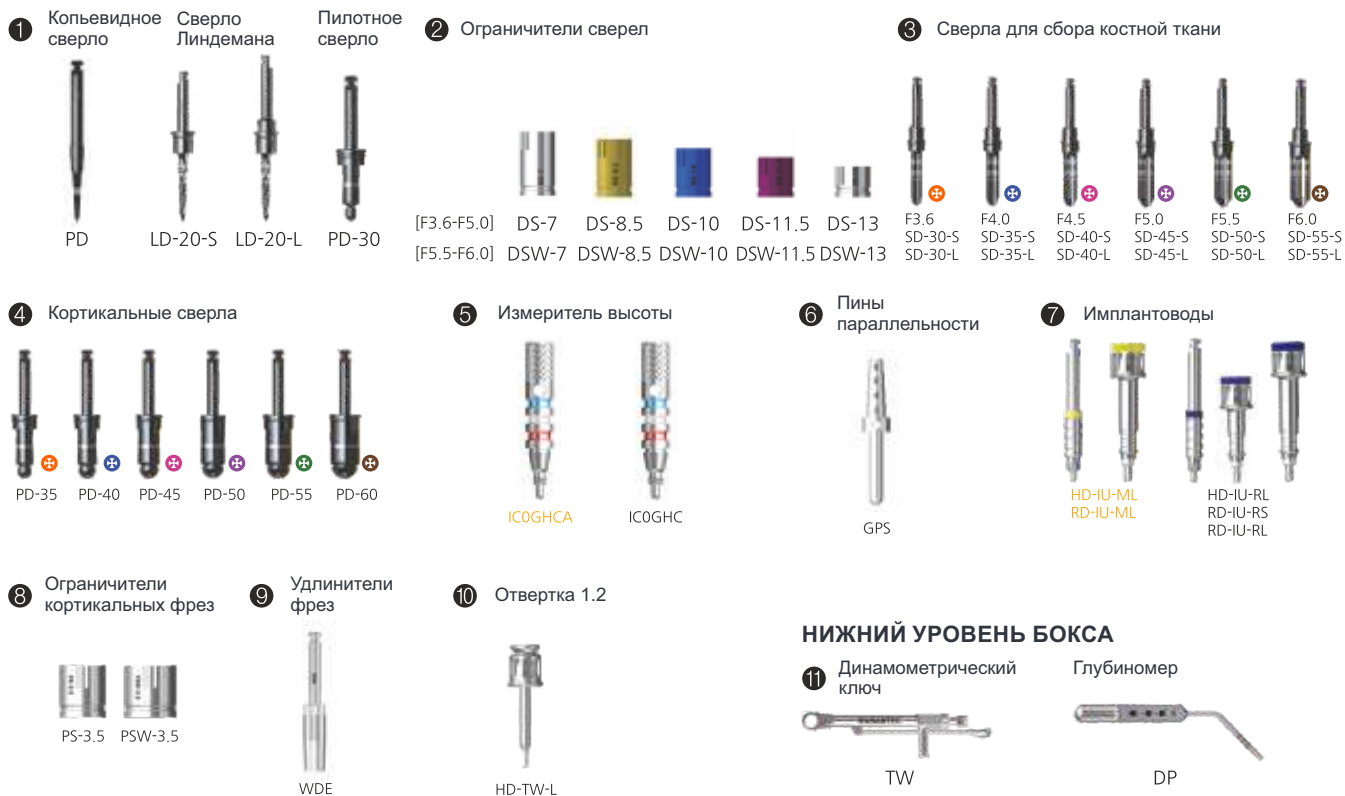 1
Копьевидное
сверло
Сверло
Линдемана
Пилотное
сверло
PD
LD-20-S
LD-20-L
PD-30
2
Ограничители сверел
[F3.6-F5.0] DS-7 DS-8.5 DS-10 DS-11.5 DS-13
[F5.5-F6.0] DSW-7 DSW-8.5 DSW-10 DSW-11.5 DSW-13
3
Сверла для сбора костной ткани
F3.6
SD-30-S
SD-30-L
F4.0
SD-35-S
SD-35-L
F4.5
SD-40-S
SD-40-L
F5.0
SD-45-S
SD-45-L
F5.5
SD-50-S
SD-50-L
F6.0
SD-55-S
SD-55-L
4
Кортикальные сверла
PD-35 PD-40 PD-45 PD-50 PD-55 PD-60
5
Измеритель высоты
IC0GHCA
IC0GHC
6
Пины
параллельности
GPS
7
Имплантоводы
HD-IU-ML
RD-IU-ML
HD-IU-RL
RD-IU-RS
RD-IU-RL
8
Ограничители
кортикальных фрез
PS-3.5 PSW-3.5
9
Удлинители
фрез
WDE
10
Отвертка 1.2
HD-TW-L
НИЖНИЙ УРОВЕНЬ БОКСА
11
Динамометрический
ключ
TW
Глубиномер
DP